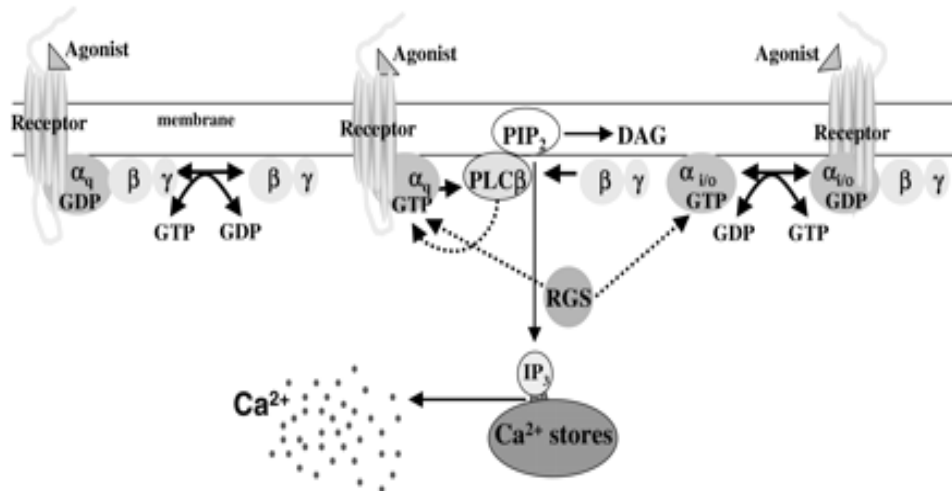 Agonist
Agonist
Agonist
Receptor
membrane
Receptor
PIP2
DAG
Receptor
αq
GDP
β
γ
β
γ
αq
GTP
PLCβ
β
γ
α i/o
GTP
αi/o
GDP
β
γ
GTP
GDP
GDP
GTP
RGS
IP3
Ca2+
Ca2+ stores